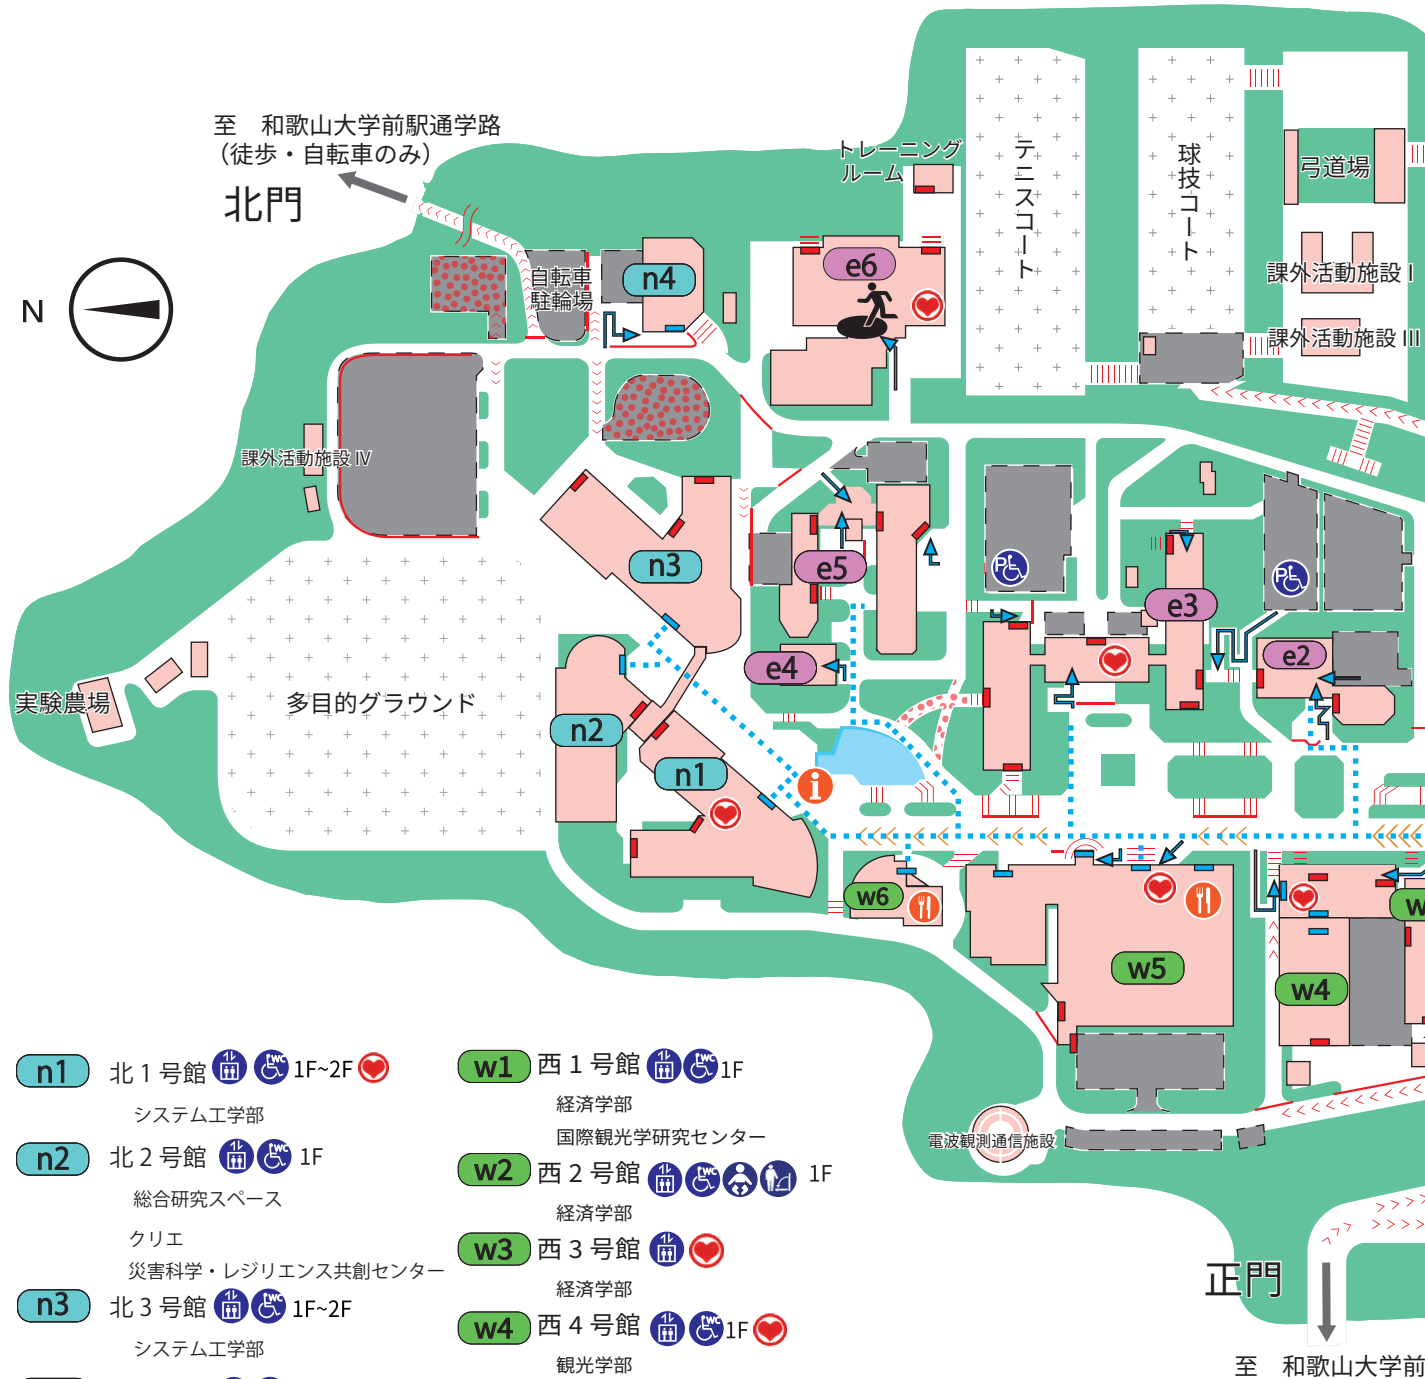 至　和歌山大学前駅通学路
（徒歩・自転車のみ）
北門
N
トレーニング
ルーム
テニスコート
球技コート
弓道場
課外活動施設 I
課外活動施設 III
自転車
駐輪場
n4
e6
課外活動施設 IV
n3
e5
P
P
e3
e4
e2
実験農場
多目的グラウンド
n2
n1
i
w6
w5
w4
w
電波観測通信施設
正門
至　和歌山大学前
n1 北 1 号館 WC 1F~2F
システム工学部
n2 北 2 号館 WC 1F
総合研究スペース
クリエ
災害科学・レジリエンス共創センター
n3 北 3 号館 WC 1F~2F
システム工学部
w1 西 1 号館 WC 1F
経済学部
国際観光学研究センター
w2 西 2 号館 WC 1F
経済学部
w3 西 3 号館
経済学部
w4 西 4 号館 WC 1F
観光学部